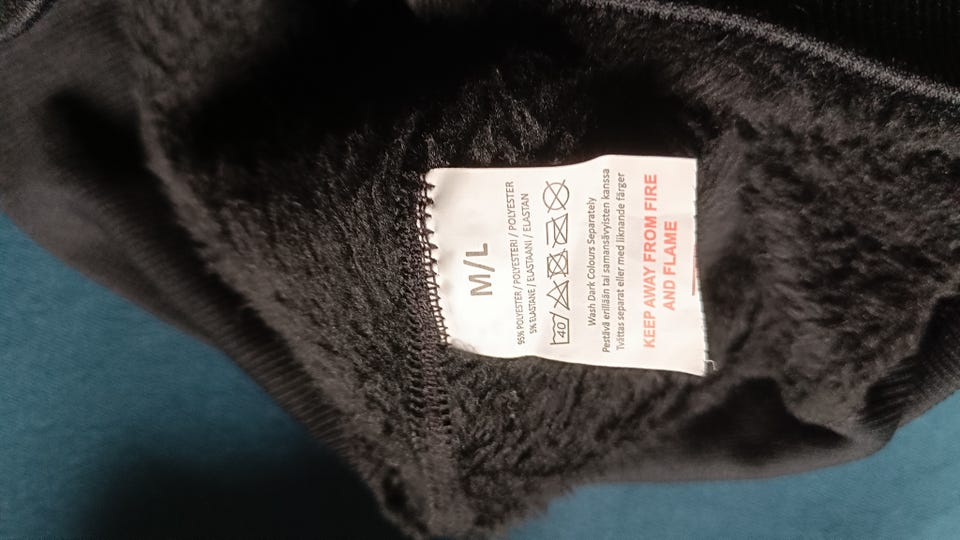 M/L
95% POLYESTER / POLYESTERI / POLYESTER
5% ELASTANE / ELASTAANI / ELASTAN
40
Wash Dark Colours Separately
Pestävä erillään tai samansävyisten kanssa
Tvättas separat eller med liknande färger
KEEP AWAY FROM FIRE
AND FLAME